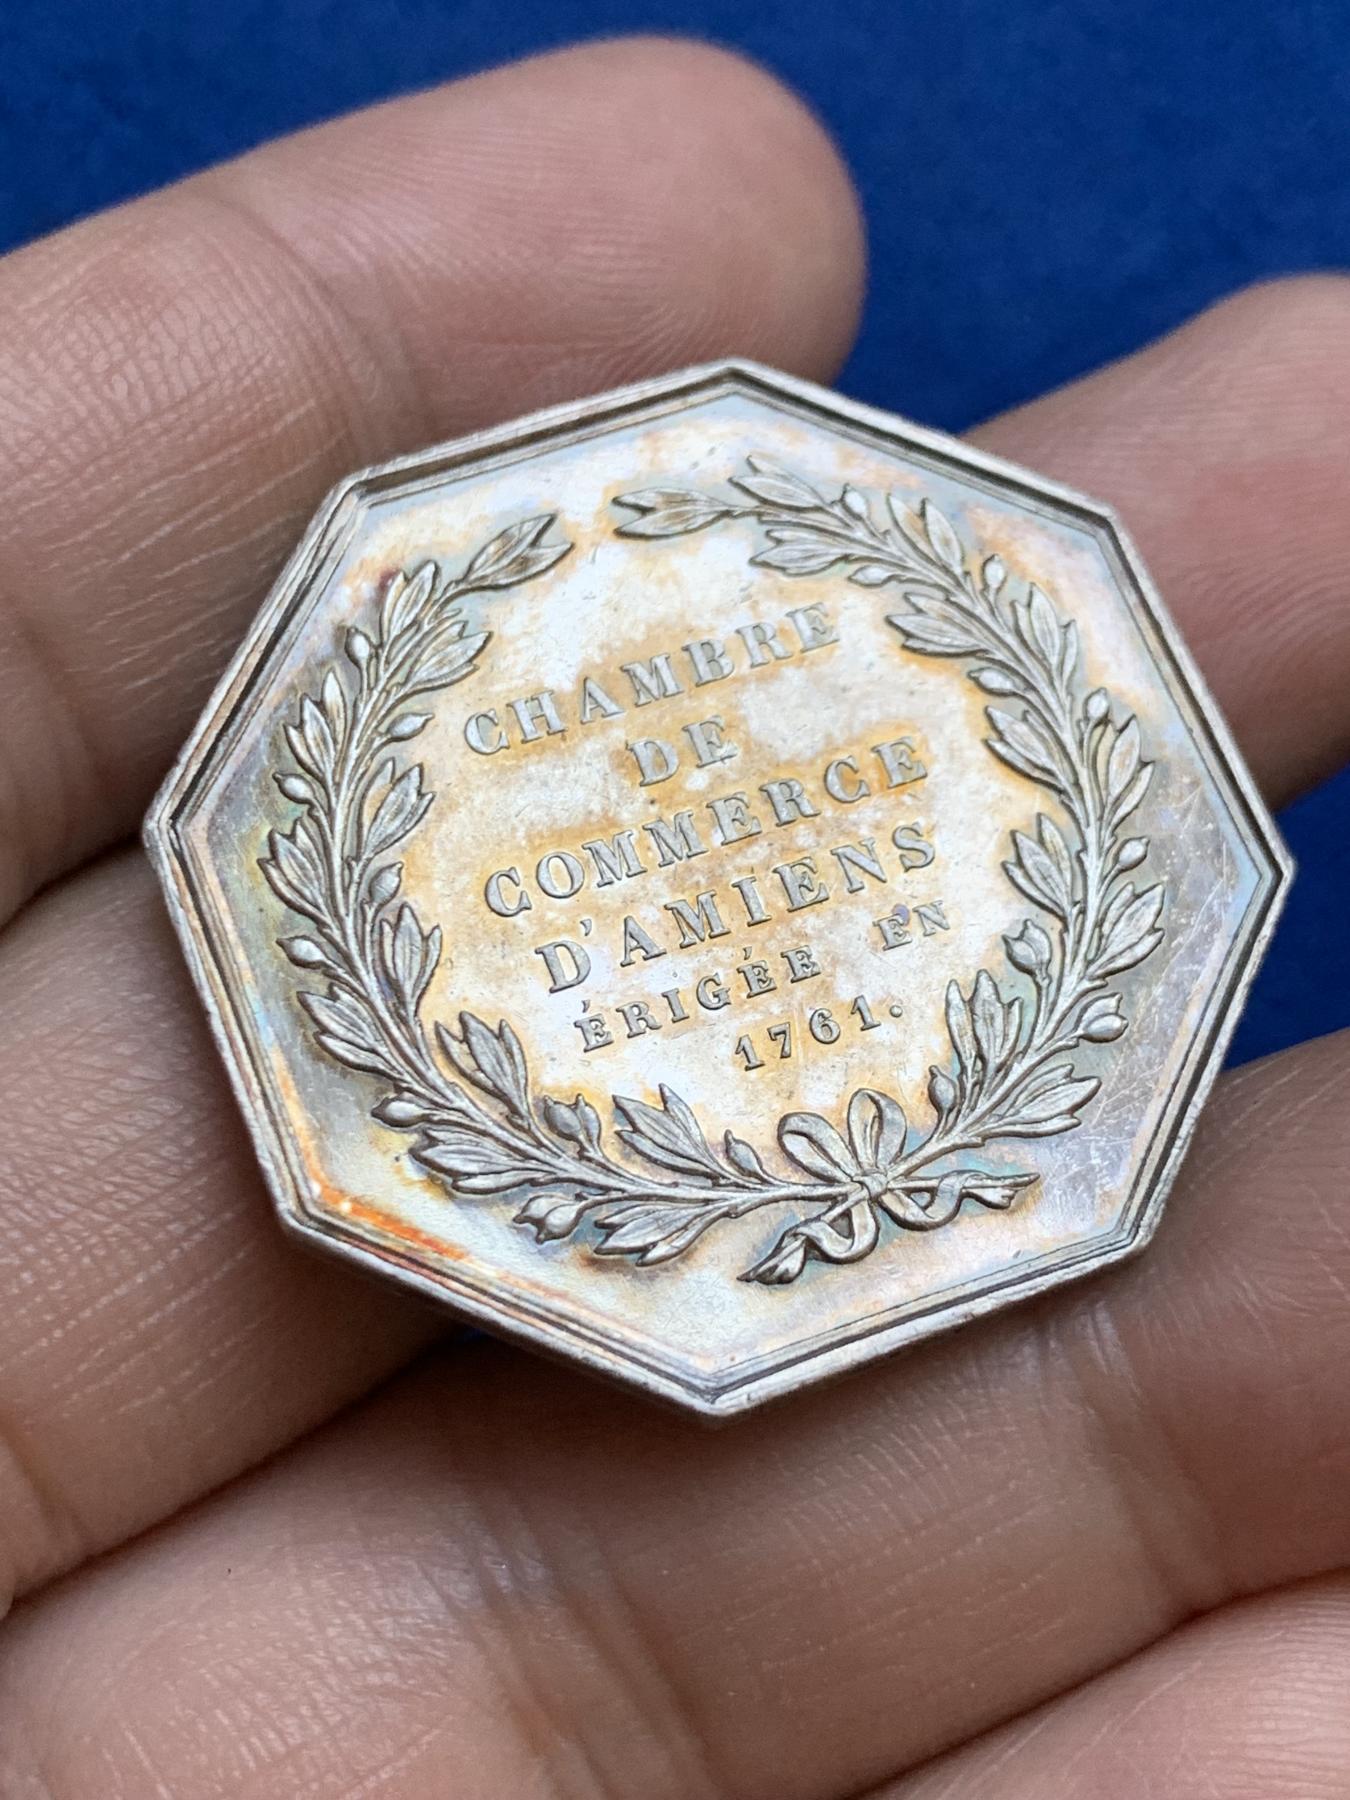 CHAMBRE
DE
COMMERCE
D'AMIENS
ÉRIGÉE EN
1761.